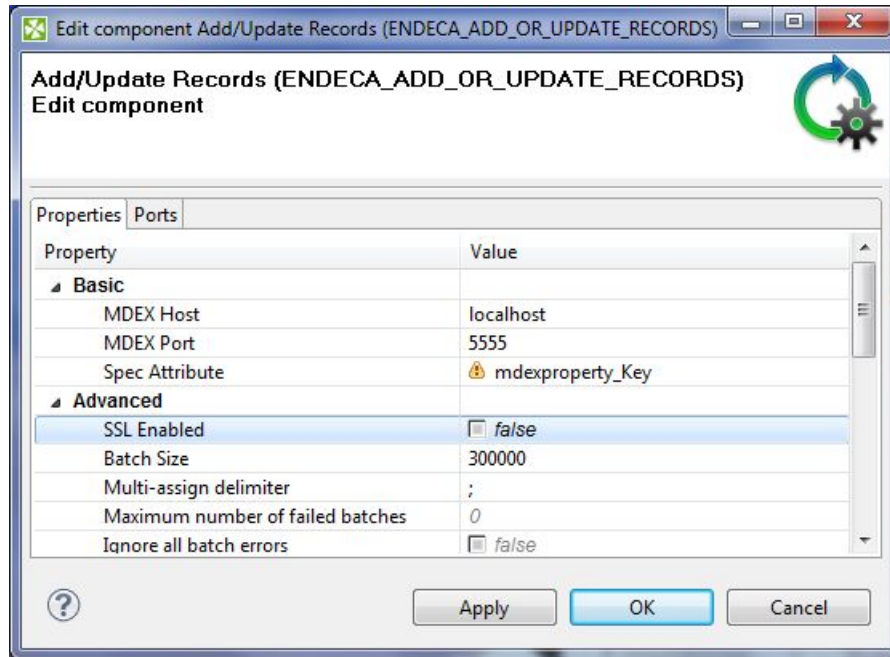 Edit component Add/Update Records (ENDECA_ADD_OR_UPDATE_RECORDS)
Add/Update Records (ENDECA_ADD_OR_UPDATE_RECORDS)
Edit component
Properties Ports
Property Value
Basic
MDEX Host localhost
MDEX Port 5555
Spec Attribute mdexproperty_Key
Advanced
SSL Enabled false
Batch Size 300000
Multi-assign delimiter ;
Maximum number of failed batches 0
Ignore all batch errors false
? Apply OK Cancel